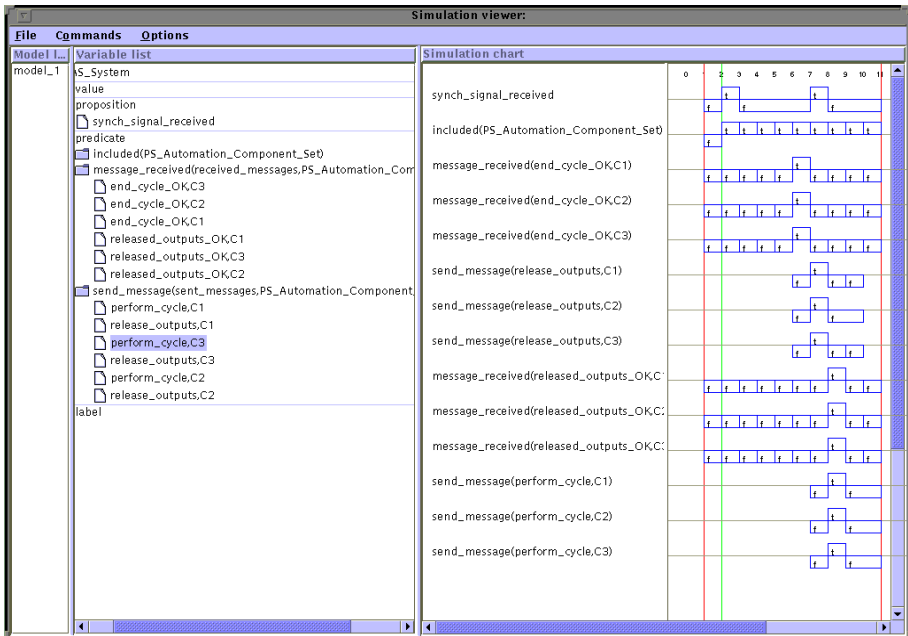 Simulation viewer:
File Commands Options
Model l... Variable list Simulation chart
model_1
\S_System
value
proposition
synch_signal_received
predicate
included(PS_Automation_Component_Set)
message_received(received_messages,PS_Automation_Com
end_cycle_OK,C3
end_cycle_OK,C2
end_cycle_OK,C1
released_outputs_OK,C1
released_outputs_OK,C3
released_outputs_OK,C2
send_message(sent_messages,PS_Automation_Component,
perform_cycle,C1
release_outputs,C1
perform_cycle,C3
release_outputs,C3
perform_cycle,C2
release_outputs,C2
label
0 1 2 3 4 5 6 7 8 9 10 11
synch_signal_received
f t f t f
included(PS_Automation_Component_Set)
f t t t t t t t t t
message_received(end_cycle_OK,C1)
f f f f f t f f f f
message_received(end_cycle_OK,C2)
f f f f f t f f f f
message_received(end_cycle_OK,C3)
f f f f f t f f f f
send_message(release_outputs,C1)
f t f f
send_message(release_outputs,C2)
f t f
send_message(release_outputs,C3)
f t f f
message_received(released_outputs_OK,C
f f f f f f f t f f
message_received(released_outputs_OK,C
f f f f f f f t f f
message_received(released_outputs_OK,C
f f f f f f f t f f
send_message(perform_cycle,C1)
f t f
send_message(perform_cycle,C2)
f t f
send_message(perform_cycle,C3)
f t f